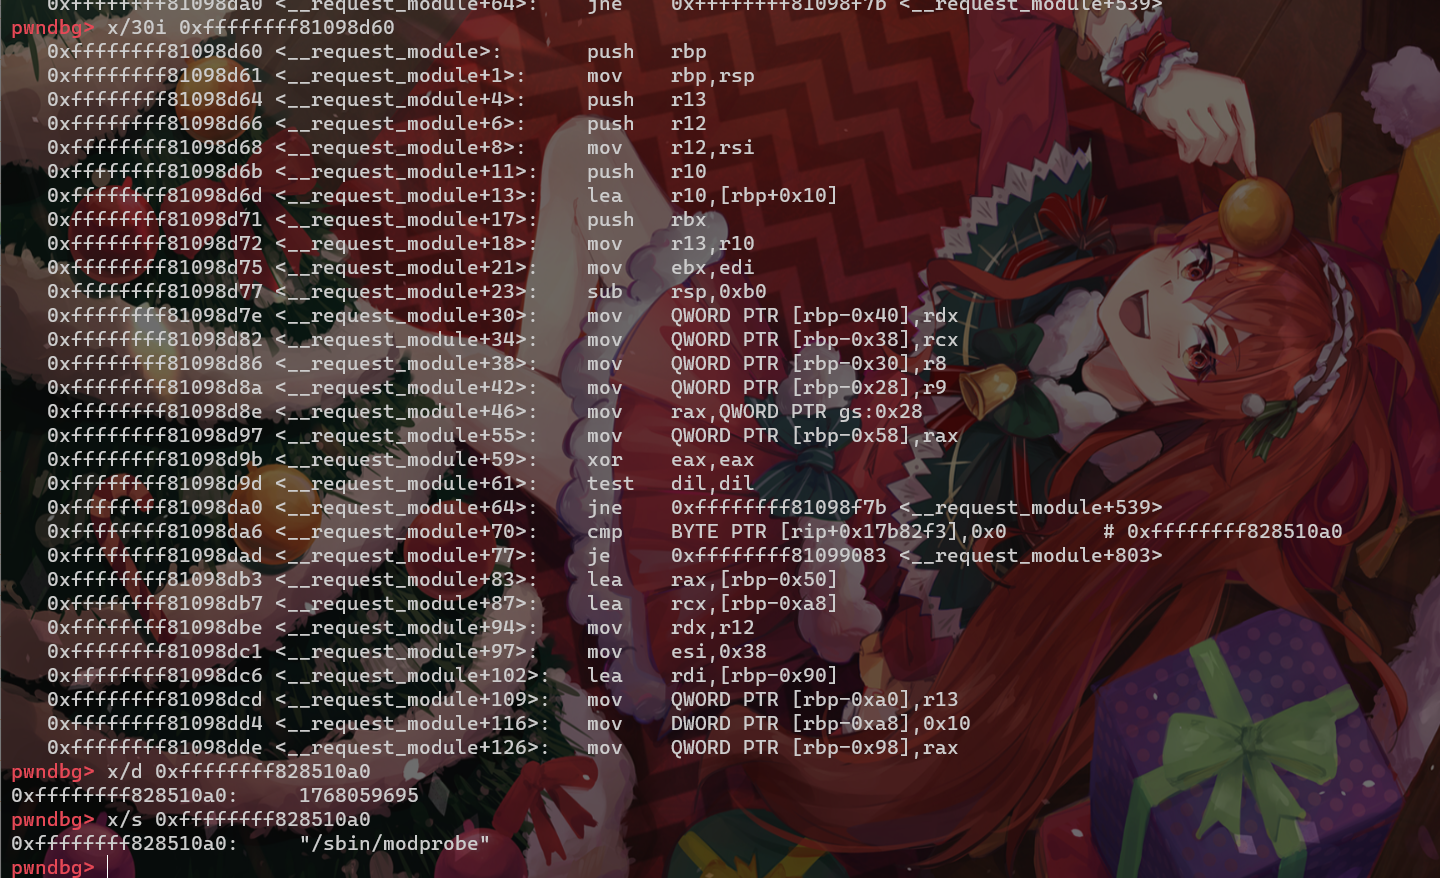 0xffffffff81098da0 <__request_module+64>: jne 0xffffffff81098f7b <__request_module+539>
pwndbg> x/30i 0xffffffff81098d60
0xffffffff81098d60 <__request_module>: push rbp
0xffffffff81098d61 <__request_module+1>: mov rbp,rsp
0xffffffff81098d64 <__request_module+4>: push r13
0xffffffff81098d66 <__request_module+6>: push r12
0xffffffff81098d68 <__request_module+8>: mov r12,rsi
0xffffffff81098d6b <__request_module+11>: push r10
0xffffffff81098d6d <__request_module+13>: lea r10,[rbp+0x10]
0xffffffff81098d71 <__request_module+17>: push rbx
0xffffffff81098d72 <__request_module+18>: mov r13,r10
0xffffffff81098d75 <__request_module+21>: mov ebx,edi
0xffffffff81098d77 <__request_module+23>: sub rsp,0xb0
0xffffffff81098d7e <__request_module+30>: mov QWORD PTR [rbp-0x40],rdx
0xffffffff81098d82 <__request_module+34>: mov QWORD PTR [rbp-0x38],rcx
0xffffffff81098d86 <__request_module+38>: mov QWORD PTR [rbp-0x30],r8
0xffffffff81098d8a <__request_module+42>: mov QWORD PTR [rbp-0x28],r9
0xffffffff81098d8e <__request_module+46>: mov rax,QWORD PTR gs:0x28
0xffffffff81098d97 <__request_module+55>: mov QWORD PTR [rbp-0x58],rax
0xffffffff81098d9b <__request_module+59>: xor eax,eax
0xffffffff81098d9d <__request_module+61>: test dil,dil
0xffffffff81098da0 <__request_module+64>: jne 0xffffffff81098f7b <__request_module+539>
0xffffffff81098da6 <__request_module+70>: cmp BYTE PTR [rip+0x17b82f3],0x0 # 0xffffffff828510a0
0xffffffff81098dad <__request_module+77>: je 0xffffffff81099083 <__request_module+803>
0xffffffff81098db3 <__request_module+83>: lea rax,[rbp-0x50]
0xffffffff81098db7 <__request_module+87>: lea rcx,[rbp-0xa8]
0xffffffff81098dbe <__request_module+94>: mov rdx,r12
0xffffffff81098dc1 <__request_module+97>: mov esi,0x38
0xffffffff81098dc6 <__request_module+102>: lea rdi,[rbp-0x90]
0xffffffff81098dcd <__request_module+109>: mov QWORD PTR [rbp-0xa0],r13
0xffffffff81098dd4 <__request_module+116>: mov DWORD PTR [rbp-0xa8],0x10
0xffffffff81098dde <__request_module+126>: mov QWORD PTR [rbp-0x98],rax
pwndbg> x/d 0xffffffff828510a0
0xffffffff828510a0: 1768059695
pwndbg> x/s 0xffffffff828510a0
0xffffffff828510a0: "/sbin/modprobe"
pwndbg>